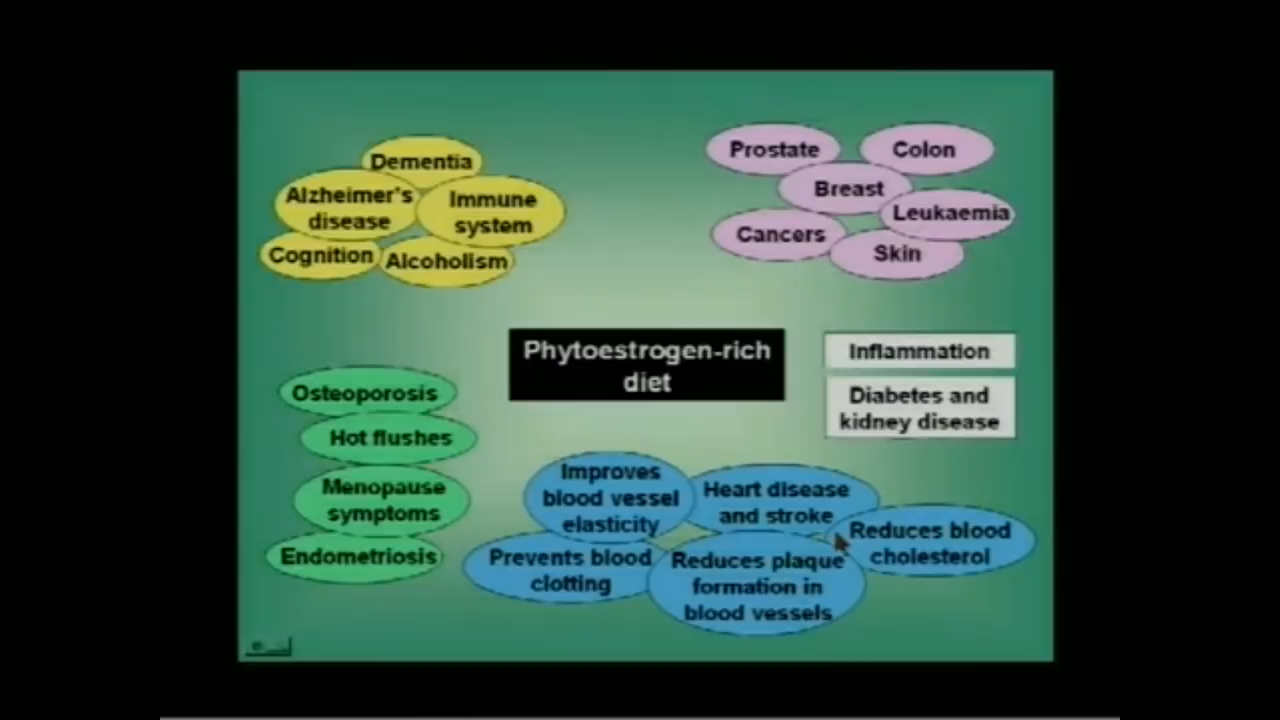 Dementia
Alzheimer's
disease
Immune
system
Cognition
Alcoholism
Prostate
Colon
Breast
Leukaemia
Cancers
Skin
Phytoestrogen-rich
diet
Inflammation
Diabetes and
kidney disease
Osteoporosis
Hot flushes
Menopause
symptoms
Endometriosis
Improves
blood vessel
elasticity
Heart disease
and stroke
Reduces blood
cholesterol
Prevents blood
clotting
Reduces plaque
formation in
blood vessels